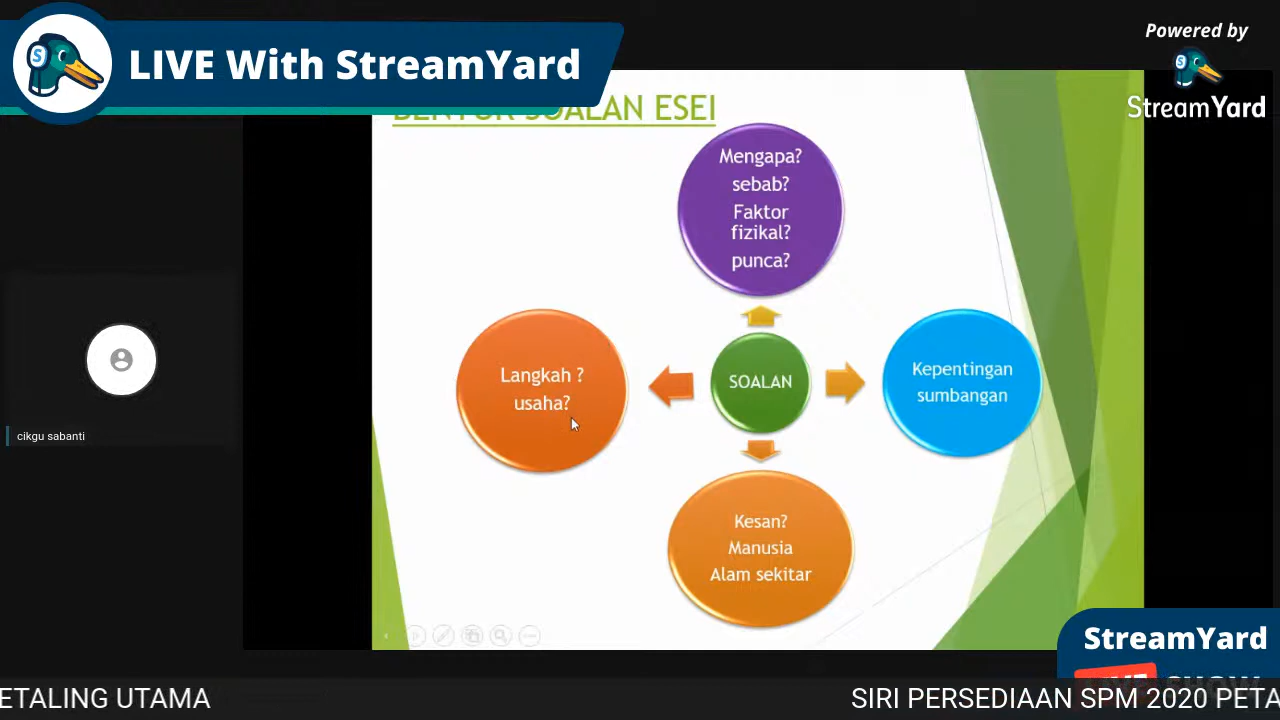 LIVE With StreamYard
Powered by
StreamYard
SOALAN ESEI
Mengapa?
sebab?
Faktor
fizikal?
punca?
Langkah ?
usaha?
SOALAN
Kepentingan
sumbangan
Kesan?
Manusia
Alam sekitar
cikgu sabanti
StreamYard
ETALING UTAMA
SIRI PERSEDIAAN SPM 2020 PETA